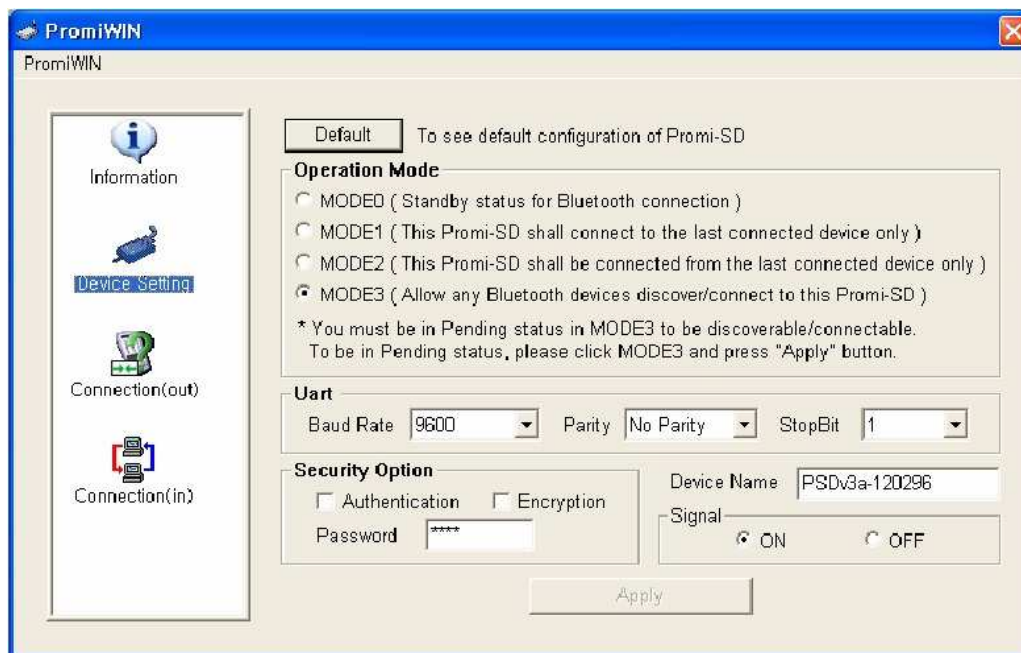 PromiWIN
PromiWIN
Information
Device Setting
Connection(out)
Connection(in)
Default To see default configuration of Promi-SD
Operation Mode
MODE0 ( Standby status for Bluetooth connection )
MODE1 ( This Promi-SD shall connect to the last connected device only )
MODE2 ( This Promi-SD shall be connected from the last connected device only )
MODE3 ( Allow any Bluetooth devices discover/connect to this Promi-SD )
* You must be in Pending status in MODE3 to be discoverable/connectable.
To be in Pending status, please click MODE3 and press "Apply" button.
Uart
Baud Rate 9600 Parity No Parity StopBit 1
Security Option
Authentication Encryption
Password ****
Device Name PSDv3a-120296
Signal
ON OFF
Apply